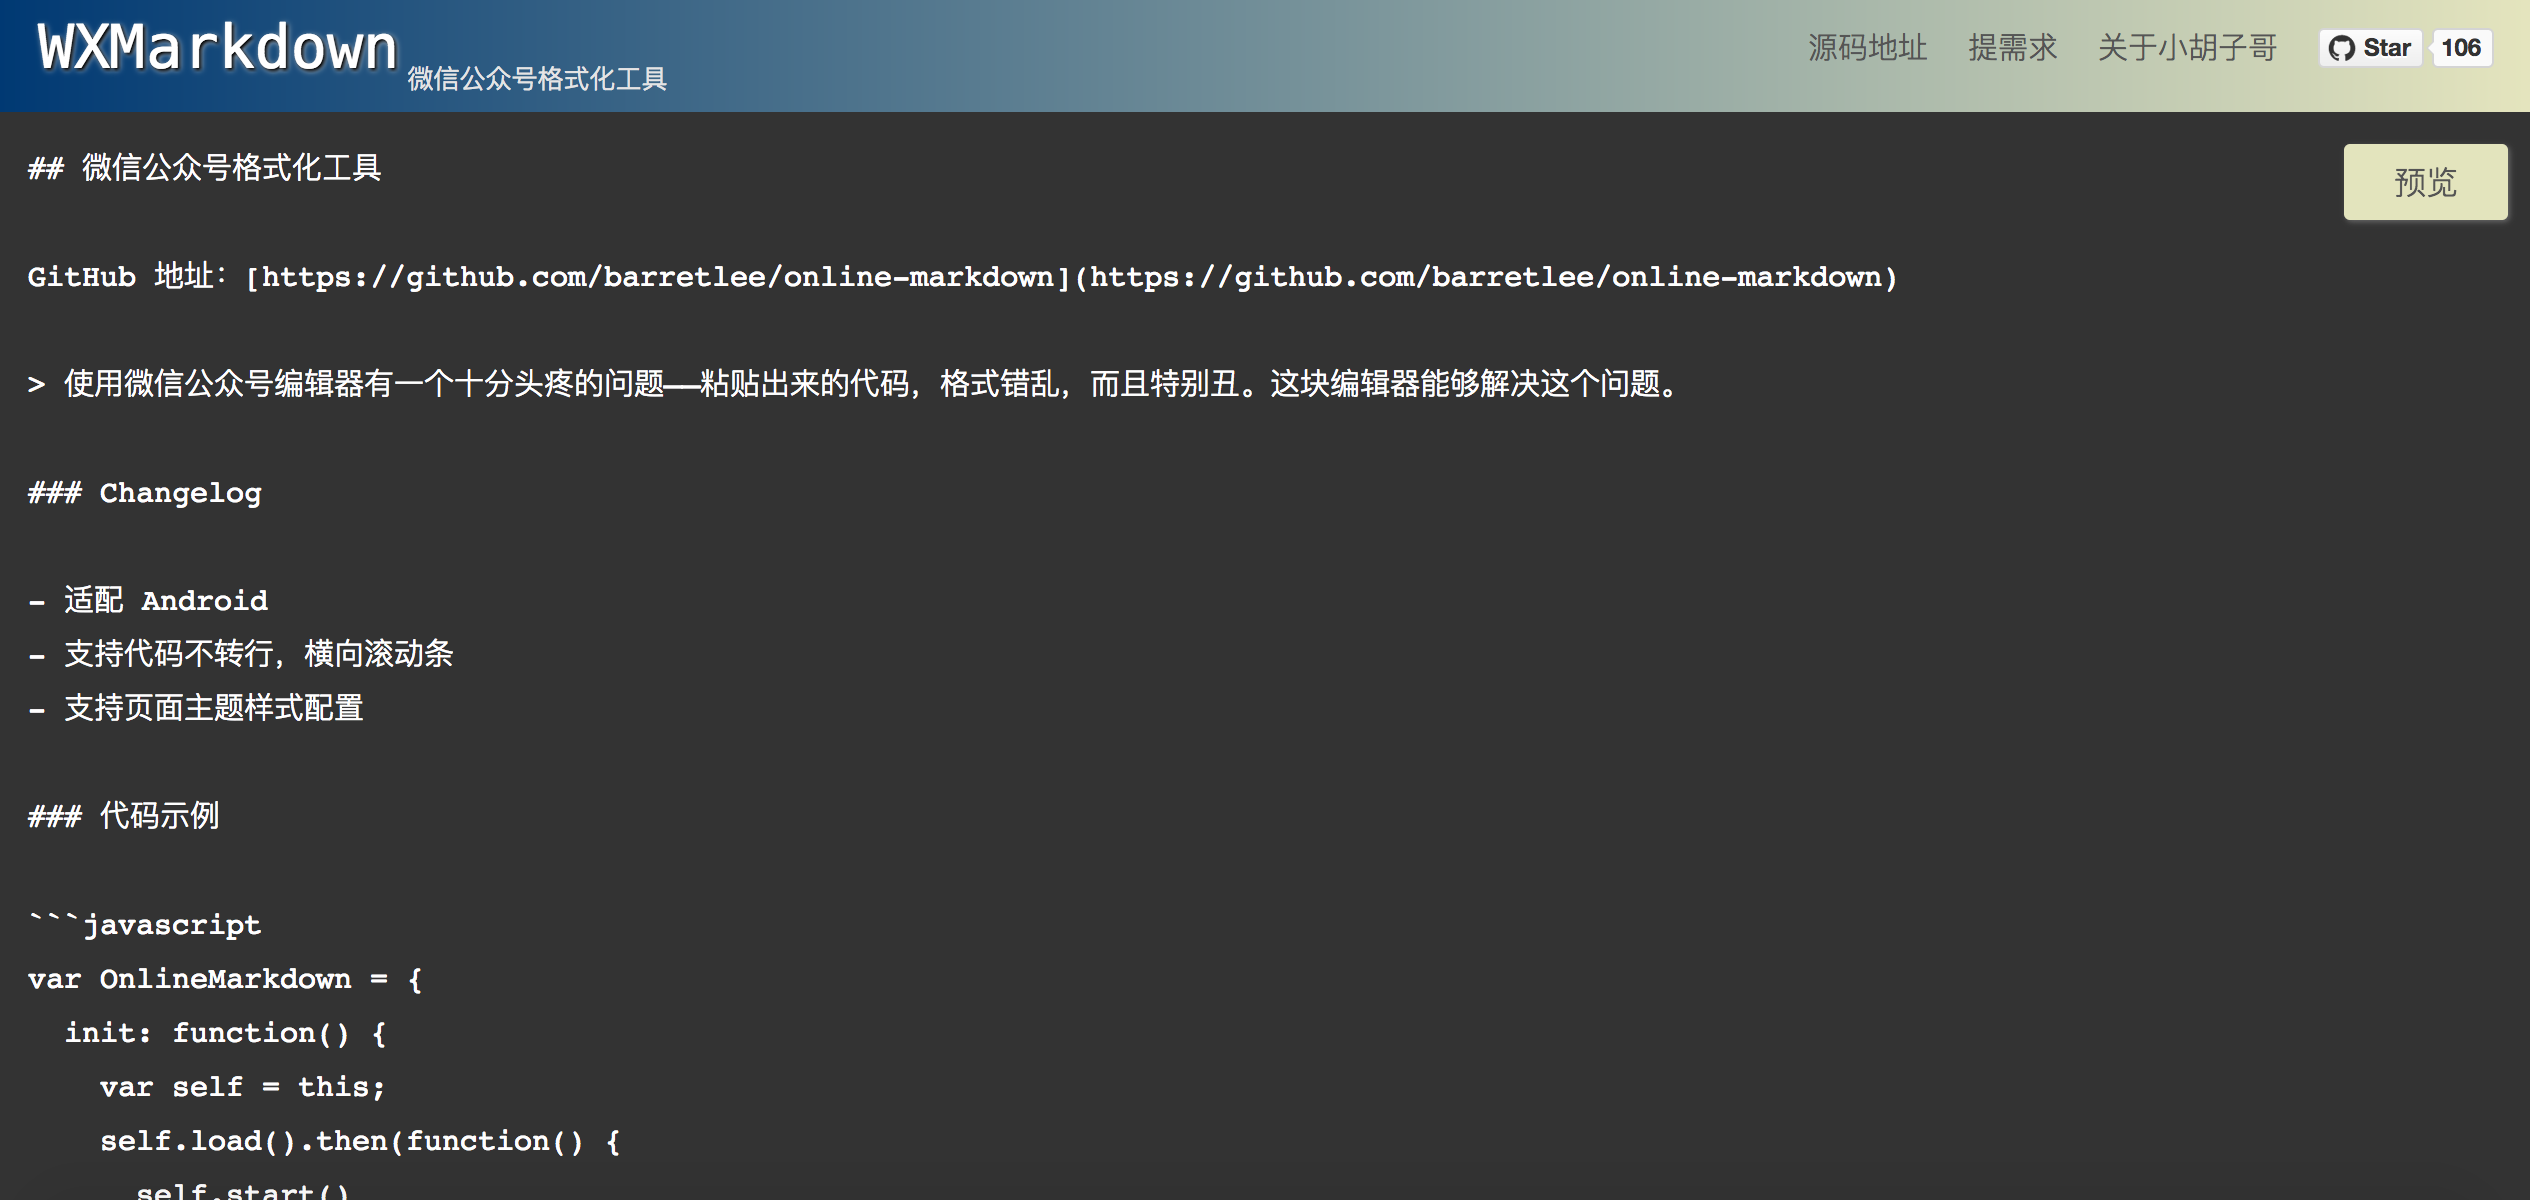 WXMarkdown 微信公众号格式化工具 源码地址 提需求 关于小胡子哥 Star 106
## 微信公众号格式化工具
预览
GitHub 地址：[https://github.com/barretlee/online-markdown](https://github.com/barretlee/online-markdown)
> 使用微信公众号编辑器有一个十分头疼的问题——粘贴出来的代码，格式错乱，而且特别丑。这块编辑器能够解决这个问题。
### Changelog
- 适配 Android
- 支持代码不转行，横向滚动条
- 支持页面主题样式配置
### 代码示例
```javascript
var OnlineMarkdown = {
  init: function() {
    var self = this;
    self.load().then(function() {
      self.start()